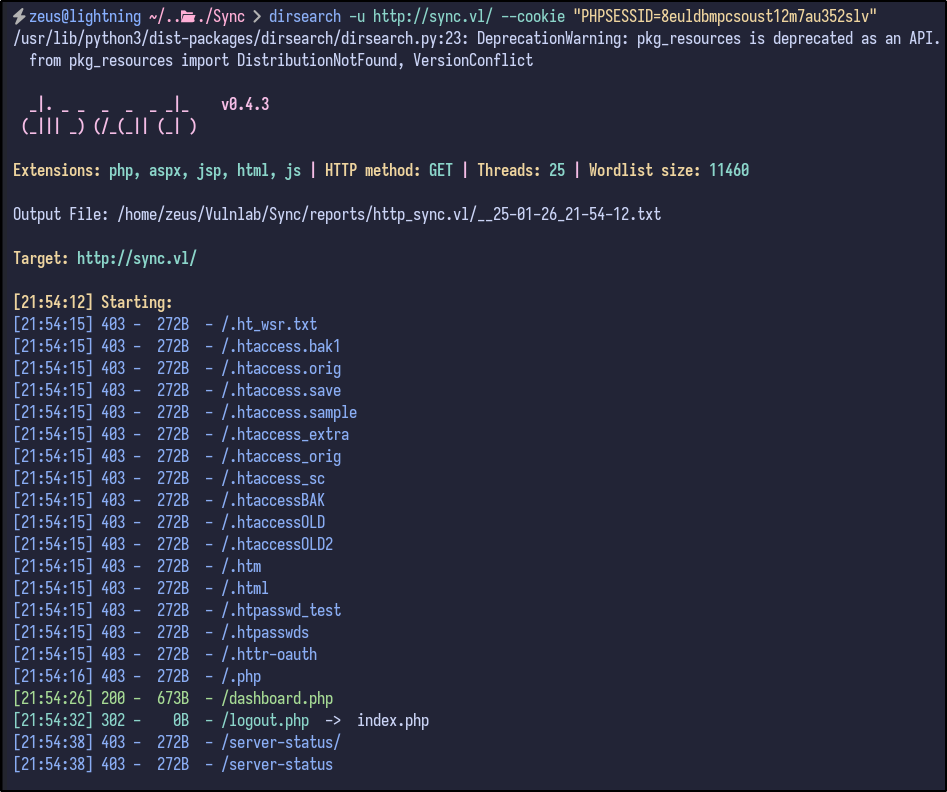 ⚡zeus@lightning ~/..📂./Sync > dirsearch -u http://sync.vl/ --cookie "PHPSESSID=8euldbmpcsoust12m7au352slv"
/usr/lib/python3/dist-packages/dirsearch/dirsearch.py:23: DeprecationWarning: pkg_resources is deprecated as an API.
  from pkg_resources import DistributionNotFound, VersionConflict

  _|. _ _  _  _  _ _|_    v0.4.3
 (_||| _) (/_(_|| (_| )

Extensions: php, aspx, jsp, html, js | HTTP method: GET | Threads: 25 | Wordlist size: 11460

Output File: /home/zeus/Vulnlab/Sync/reports/http_sync.vl/__25-01-26_21-54-12.txt

Target: http://sync.vl/

[21:54:12] Starting:
[21:54:15] 403 -  272B  - /.ht_wsr.txt
[21:54:15] 403 -  272B  - /.htaccess.bak1
[21:54:15] 403 -  272B  - /.htaccess.orig
[21:54:15] 403 -  272B  - /.htaccess.save
[21:54:15] 403 -  272B  - /.htaccess.sample
[21:54:15] 403 -  272B  - /.htaccess_extra
[21:54:15] 403 -  272B  - /.htaccess_orig
[21:54:15] 403 -  272B  - /.htaccess_sc
[21:54:15] 403 -  272B  - /.htaccessBAK
[21:54:15] 403 -  272B  - /.htaccessOLD
[21:54:15] 403 -  272B  - /.htaccessOLD2
[21:54:15] 403 -  272B  - /.htm
[21:54:15] 403 -  272B  - /.html
[21:54:15] 403 -  272B  - /.htpasswd_test
[21:54:15] 403 -  272B  - /.htpasswds
[21:54:15] 403 -  272B  - /.httr-oauth
[21:54:16] 403 -  272B  - /.php
[21:54:26] 200 -  673B  - /dashboard.php
[21:54:32] 302 -    0B  - /logout.php  ->  index.php
[21:54:38] 403 -  272B  - /server-status/
[21:54:38] 403 -  272B  - /server-status